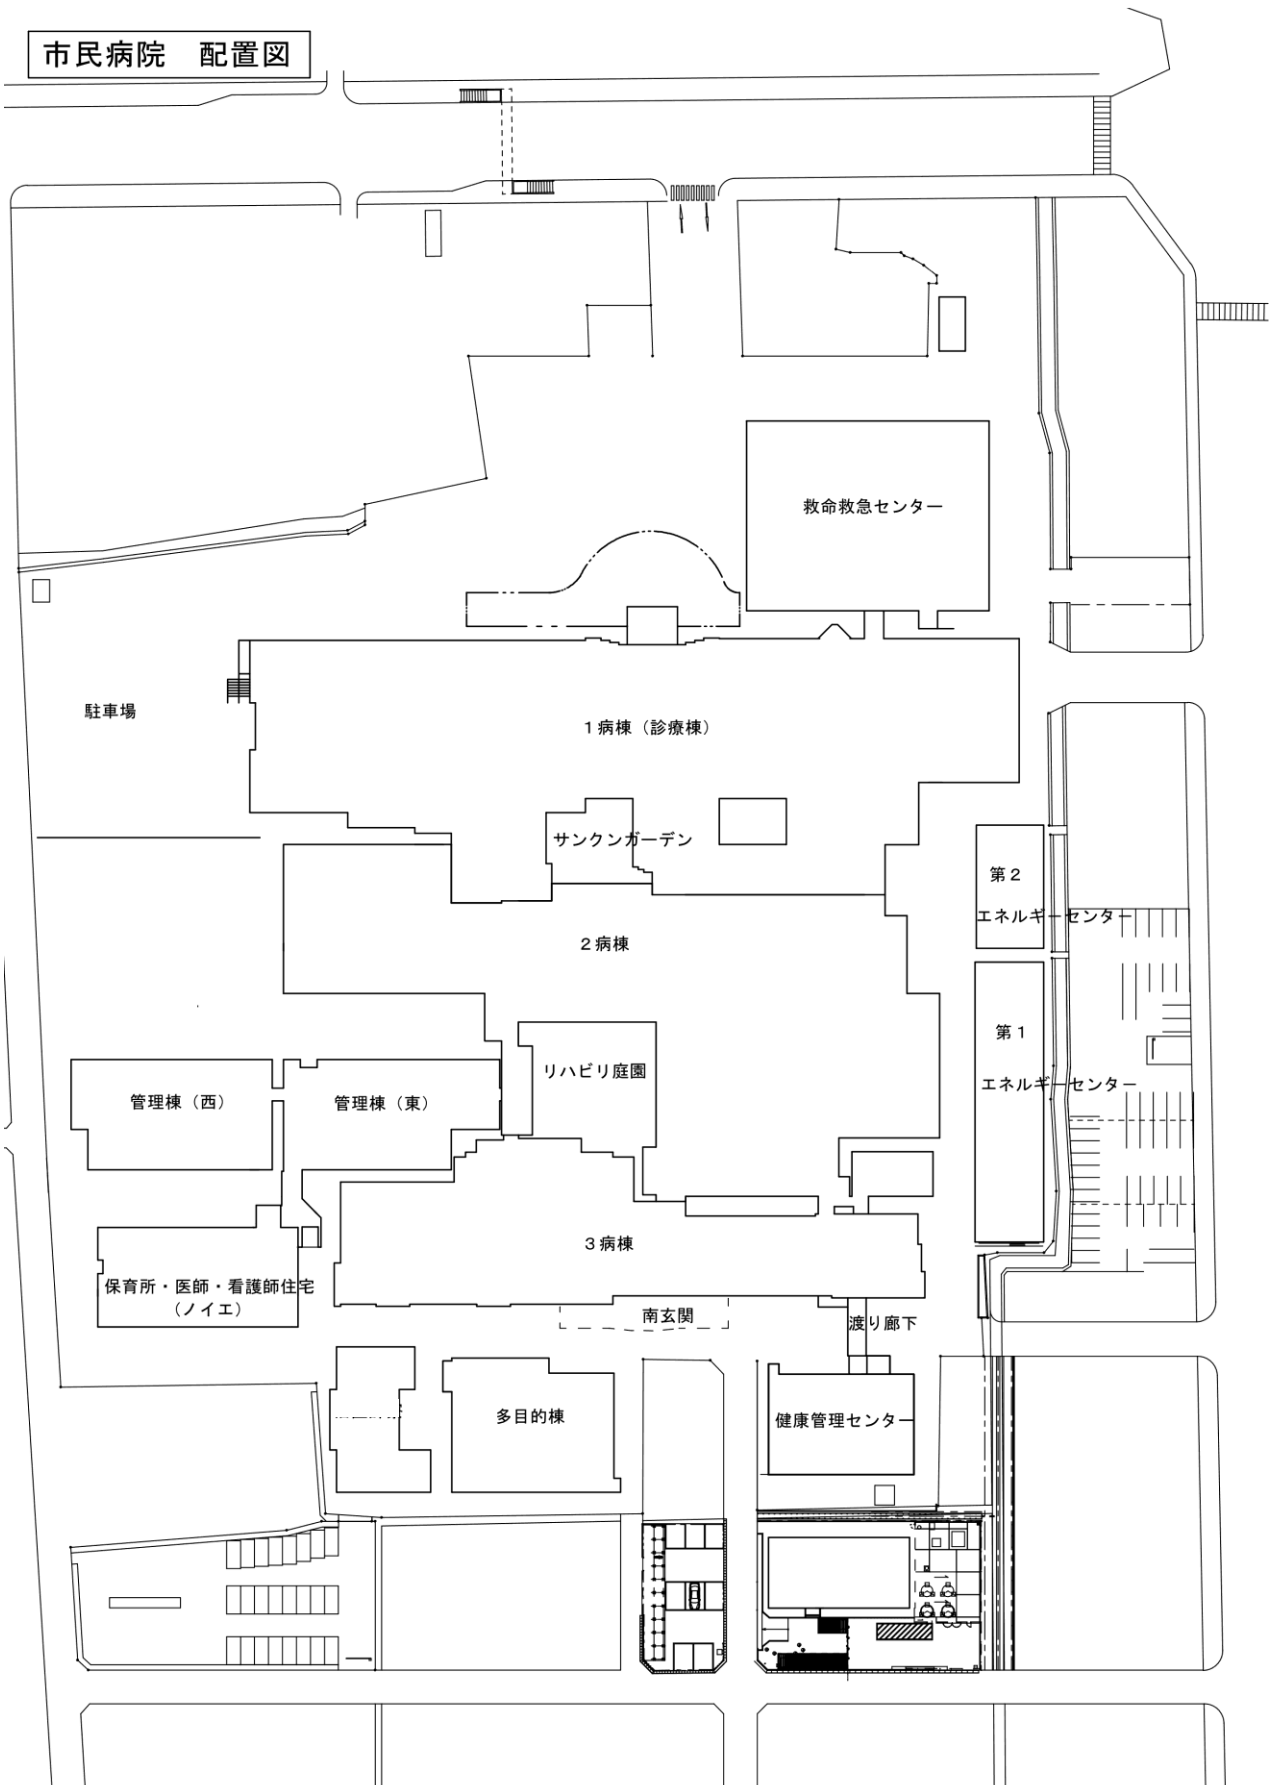 市民病院　配置図
救命救急センター
駐車場
1病棟（診療棟）
サンクンガーデン
第2
エネルギーセンター
2病棟
第1
エネルギーセンター
リハビリ庭園
管理棟（西）
管理棟（東）
3病棟
保育所・医師・看護師住宅
（ノイエ）
南玄関
渡り廊下
多目的棟
健康管理センター